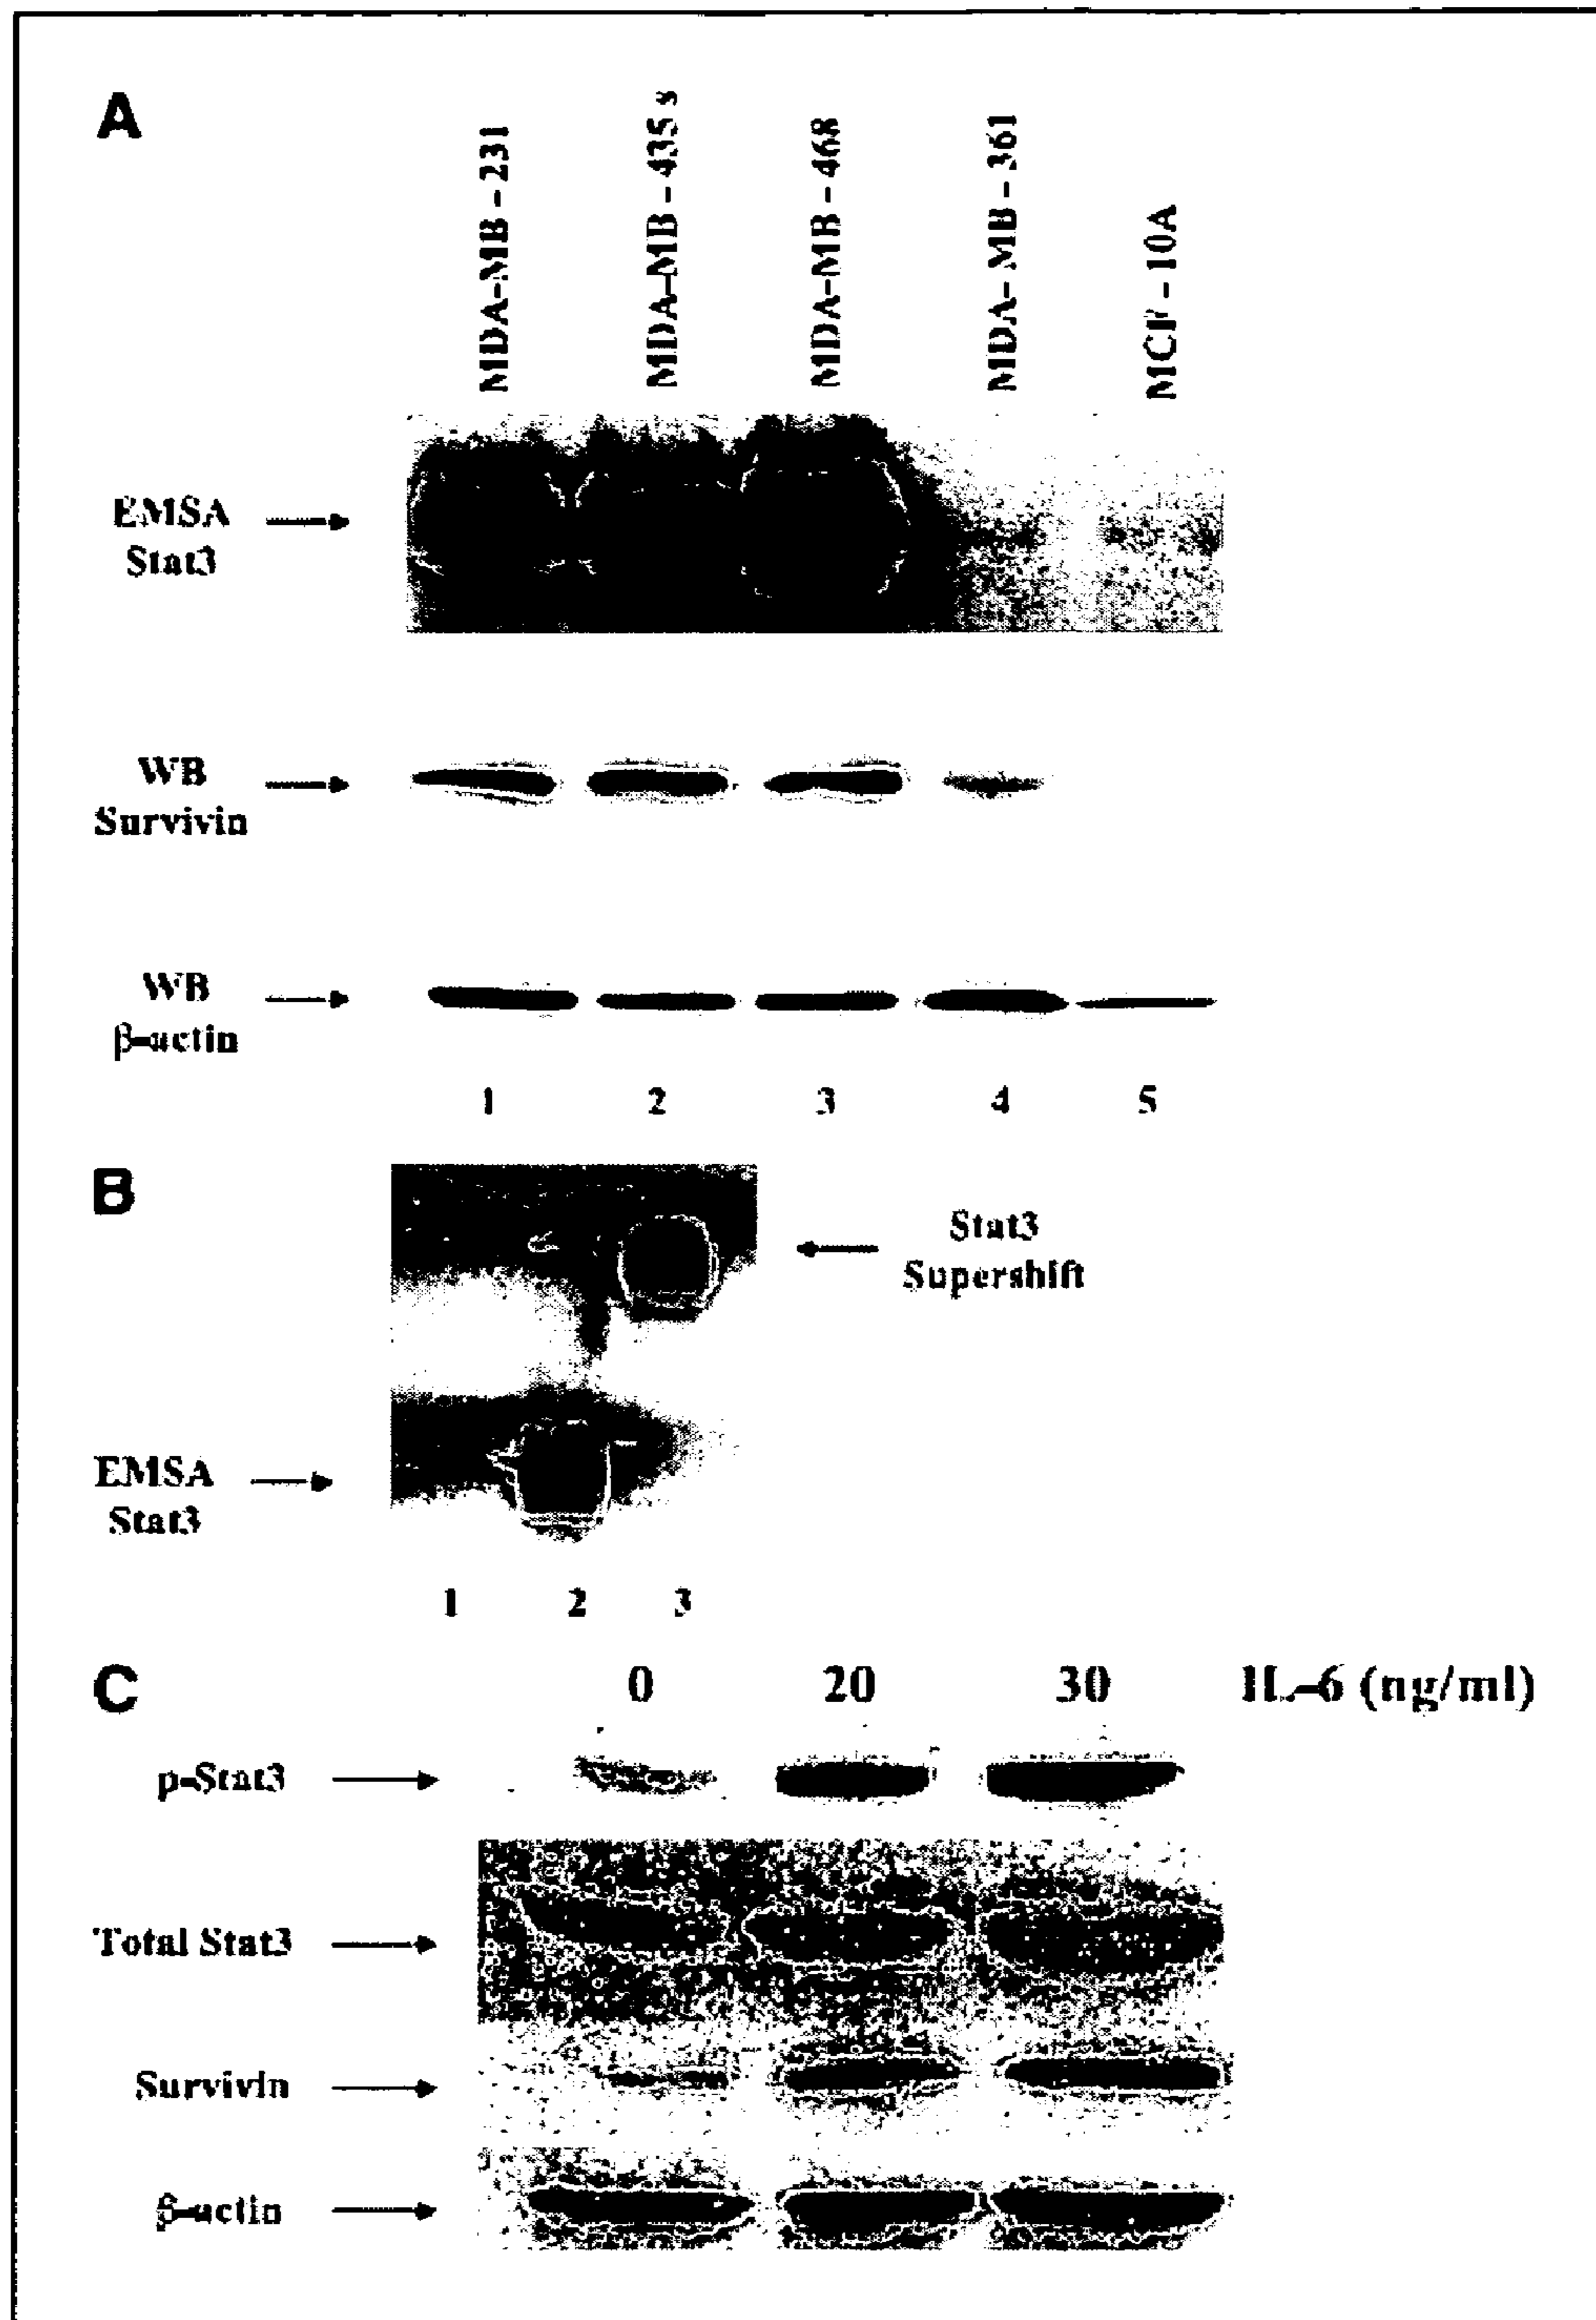 A
MDA-MB-231
MDA-MB-435 s
MDA-MB-468
MDA-MB-361
MCF-10A
EMSA
Stat3
WB
Survivin
WB
β-actin
1 2 3 4 5
B
Stat3
Supershift
EMSA
Stat3
1 2 3
C
0 20 30 IL-6 (ng/ml)
p-Stat3
Total Stat3
Survivin
β-actin